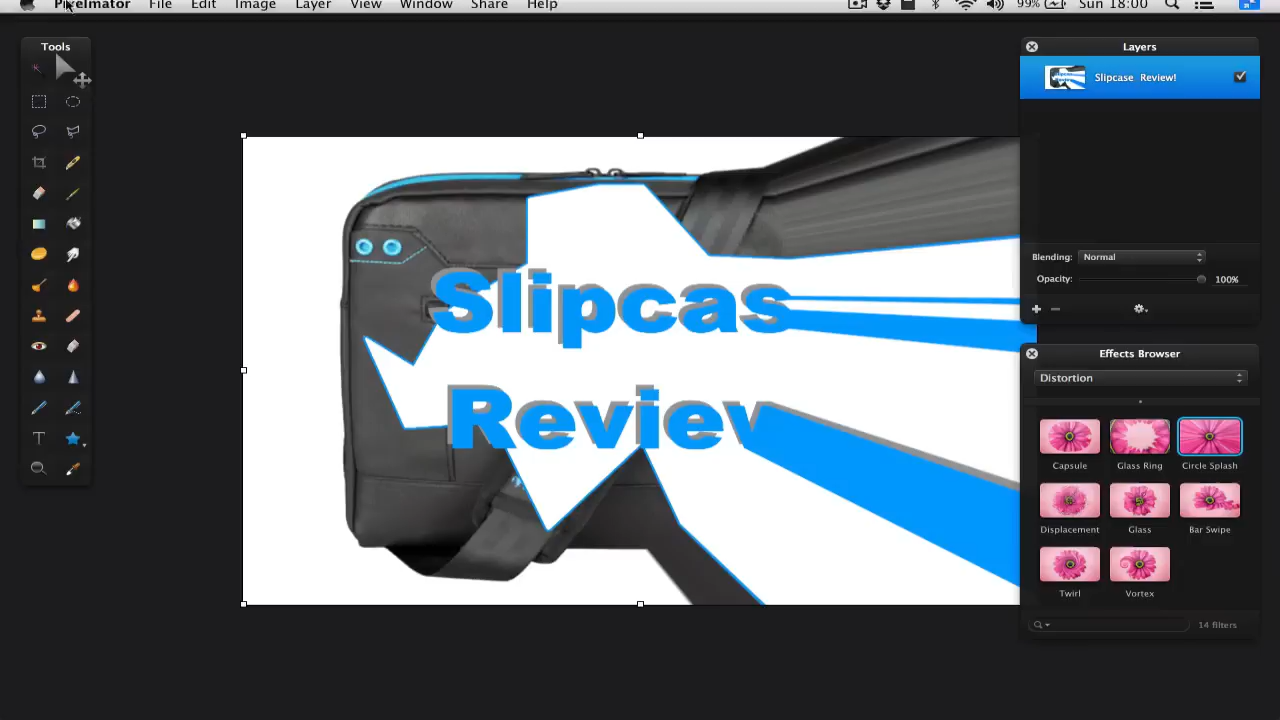 Pixelmator File Edit Image Layer View Window Share Help 99% Sun 18:00
Tools
Layers
Slipcase Review!
Blending: Normal
Opacity: 100%
Effects Browser
Distortion
Capsule Glass Ring Circle Splash
Displacement Glass Bar Swipe
Twirl Vortex
14 filters
Slipcas
Review
T